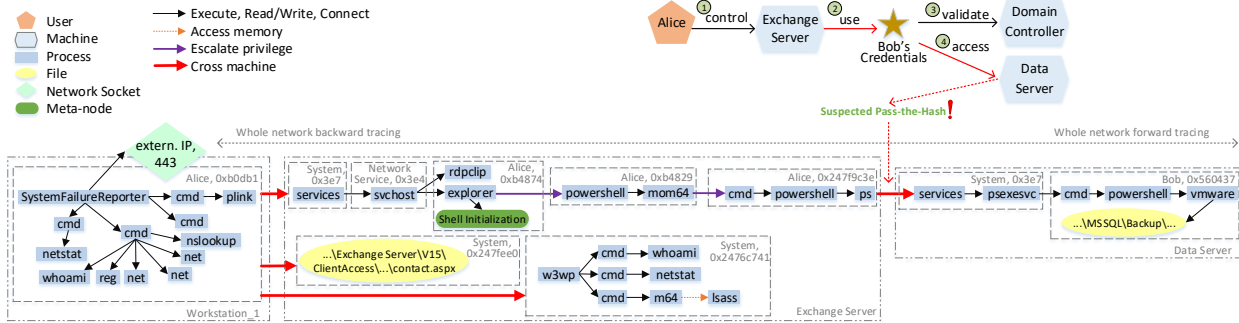 User
Machine
Process
File
Network Socket
Meta-node
Execute, Read/Write, Connect
Access memory
Escalate privilege
Cross machine
Alice
1
control
Exchange
Server
2
use
Bob's
Credentials
3
validate
Domain
Controller
4
access
Data
Server
Suspected Pass-the-Hash!
Whole network backward tracing
Whole network forward tracing
extern. IP,
443
Alice, 0xb0db1
SystemFailureReporter
cmd
plink
cmd
cmd
cmd
netstat
nslookup
net
net
net
reg
whoami
Workstation_1
System,
0x3e7
services
Network
Service, 0x3e4
svchost
Alice,
0xb4874
rdpclip
explorer
Shell Initialization
Alice, 0xb4829
powershell
mom64
Alice, 0x247f9c3e
cmd
powershell
ps
System,
0x247fee0
...\Exchange Server\V15\
ClientAccess\...\contact.aspx
System,
0x2476c741
w3wp
cmd
whoami
cmd
netstat
cmd
m64
lsass
Exchange Server
System, 0x3e7
services
psexesvc
Bob, 0x560437
cmd
powershell
vmware
...\MSSQL\Backup\...
Data Server